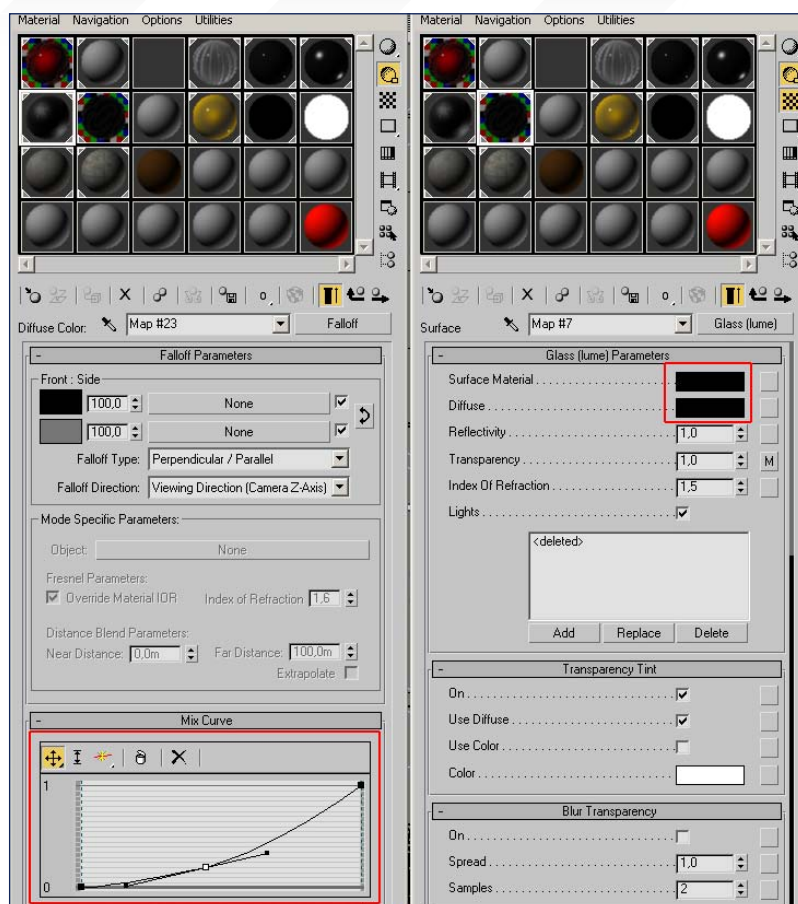 Material Navigation Options Utilities
Diffuse Color: Map #23 Falloff
- Falloff Parameters
Front : Side
100,0 None
100,0 None
Falloff Type: Perpendicular / Parallel
Falloff Direction: Viewing Direction (Camera Z-Axis)
Mode Specific Parameters:
Object: None
Fresnel Parameters:
Override Material IOR Index of Refraction 1,6
Distance Blend Parameters:
Near Distance: 0,0m Far Distance: 100,0m
Extrapolate
- Mix Curve
1
0
Material Navigation Options Utilities
Surface Map #7 Glass (lume)
- Glass (lume) Parameters
Surface Material
Diffuse
Reflectivity 1,0
Transparency 1,0 M
Index Of Refraction 1,5
Lights
<deleted>
Add Replace Delete
- Transparency Tint
On
Use Diffuse
Use Color
Color
- Blur Transparency
On
Spread 1,0
Samples 2